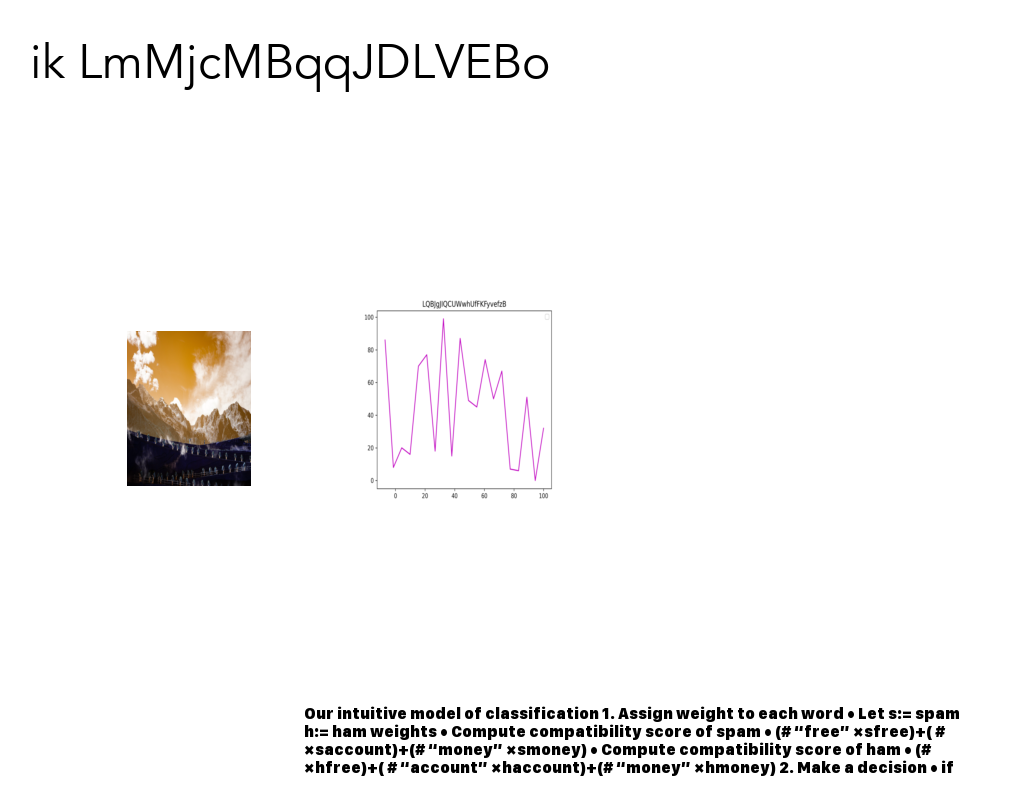 ik LmMjcMBqqJDLVEBo
100
80
60
40
20
0
0 20 40 60 80 100
Our intuitive model of classification 1. Assign weight to each word • Let s:= spam
h:= ham weights • Compute compatibility score of spam • (# “free” ×sfree)+( #
×saccount)+(# “money” ×smoney) • Compute compatibility score of ham • (#
×hfree)+( # “account” ×haccount)+(# “money” ×hmoney) 2. Make a decision • if